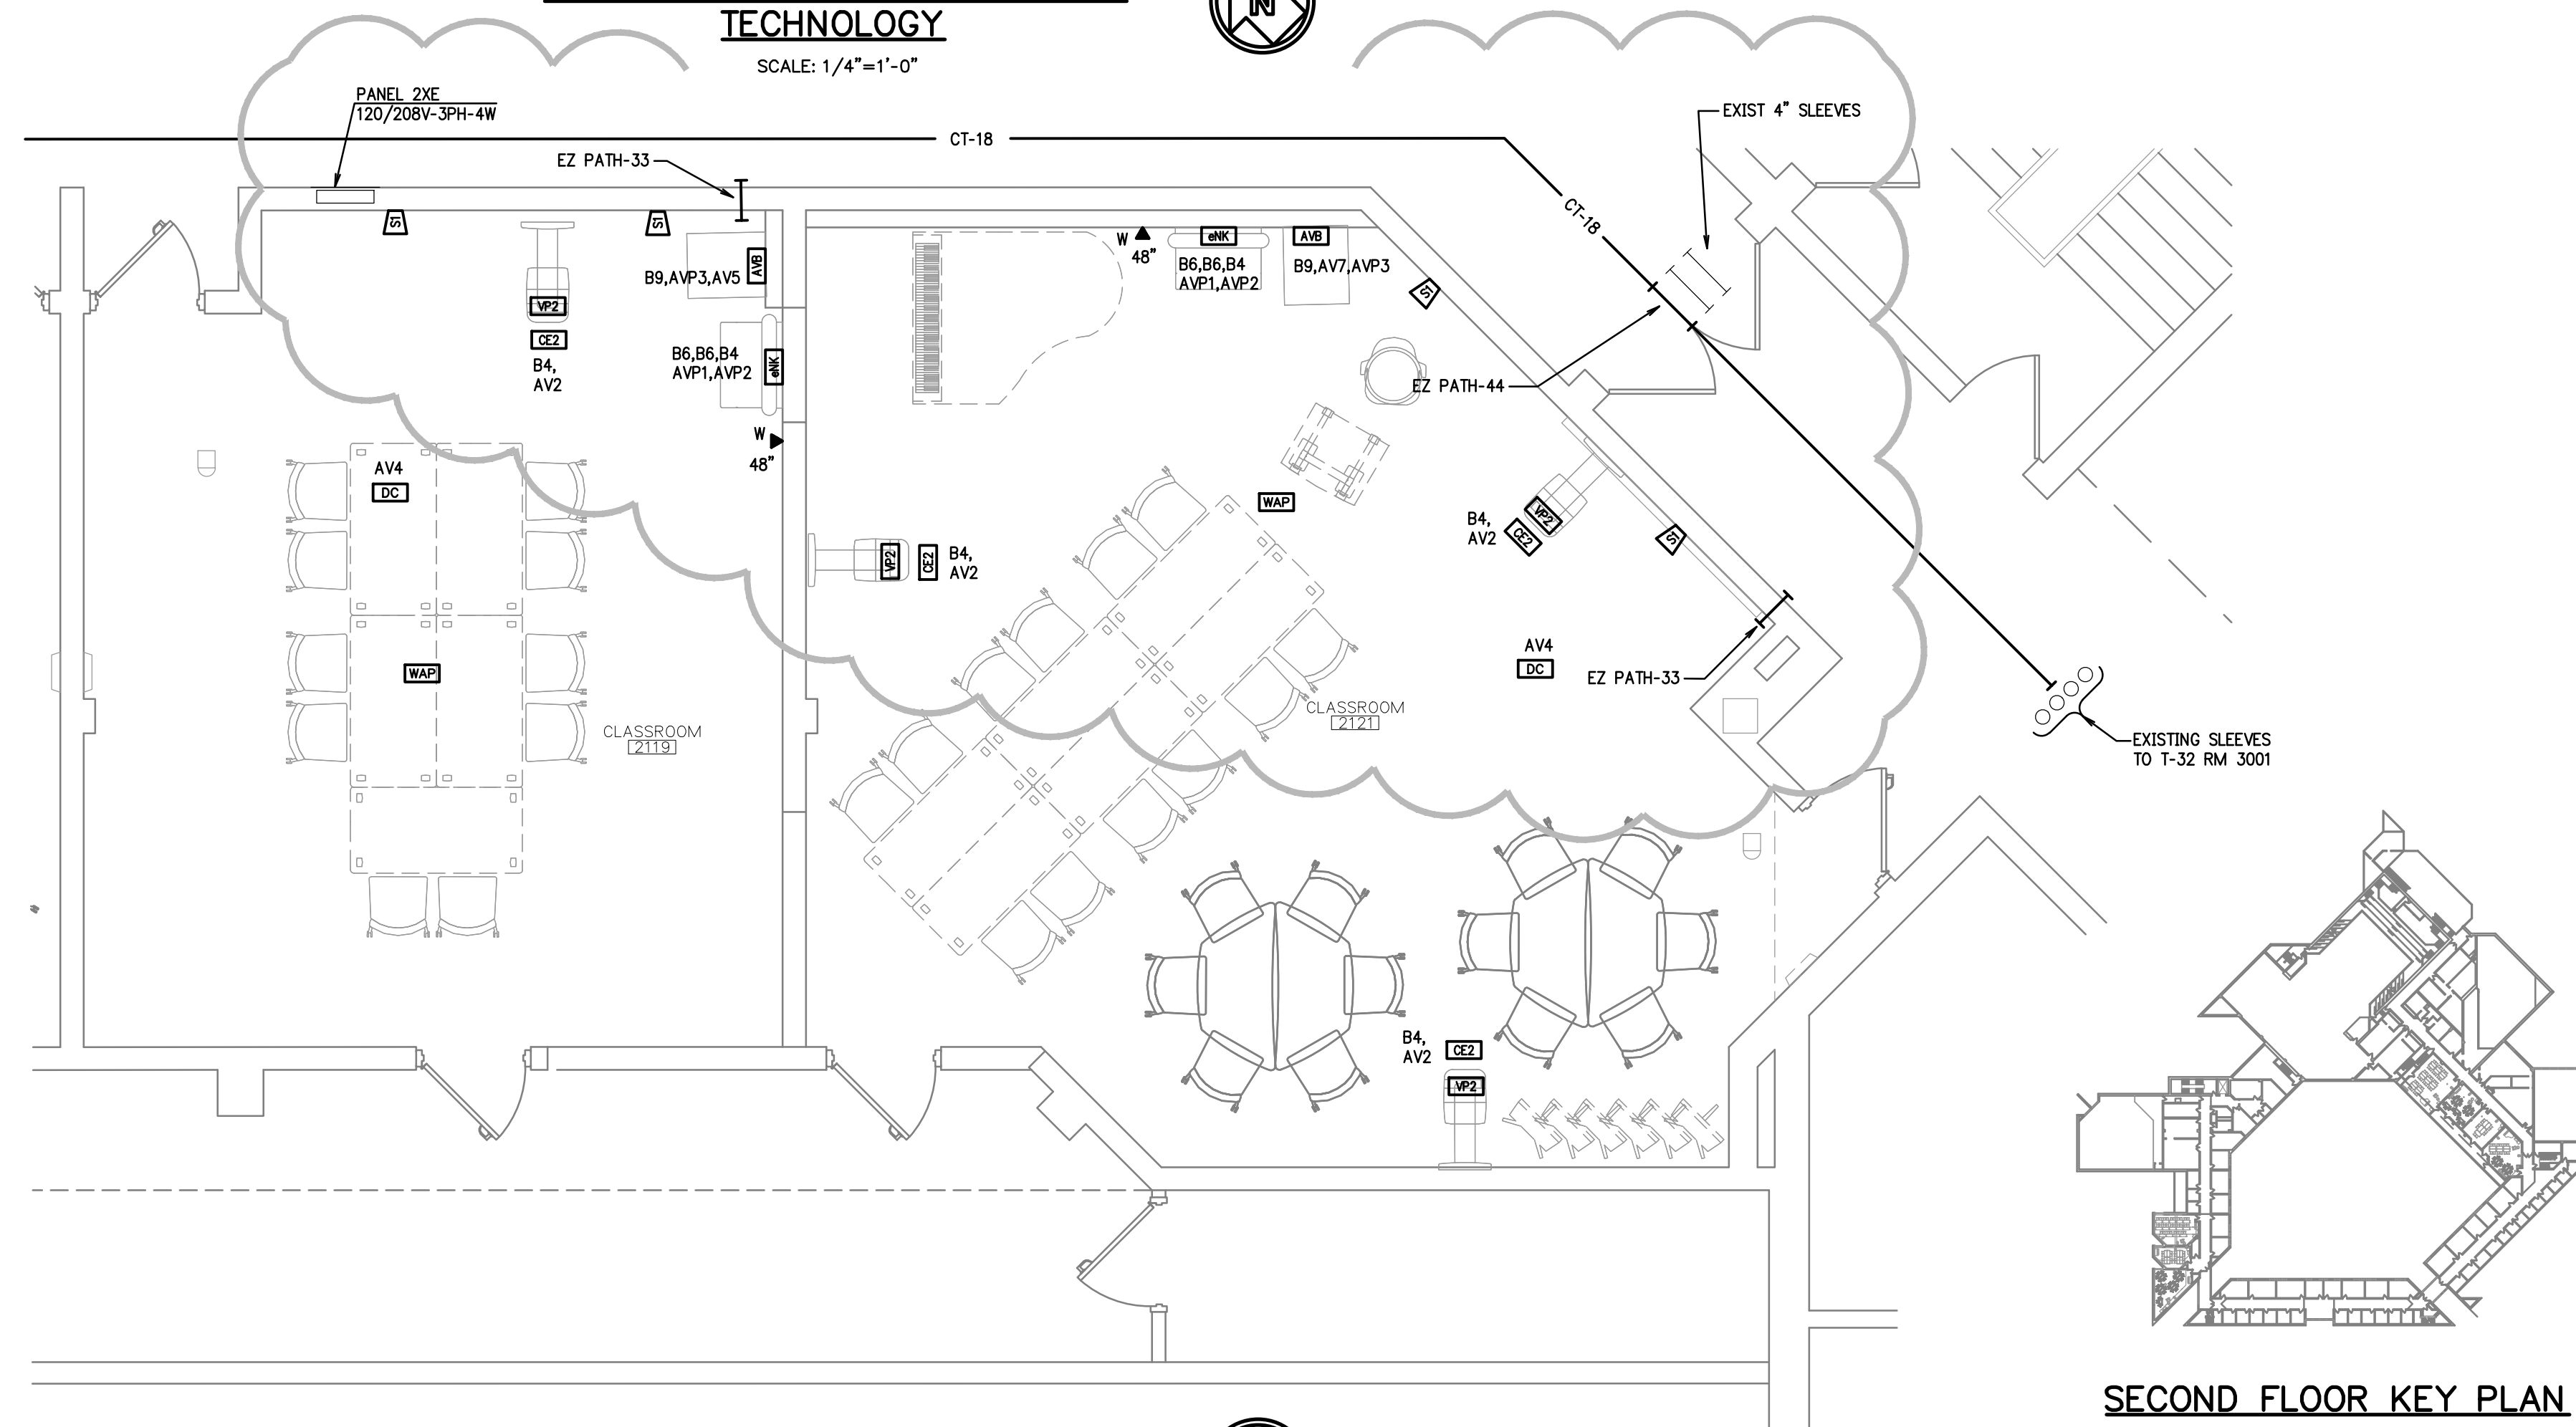 TECHNOLOGY
SCALE: 1/4"=1'-0"
N
PANEL 2XE
120/208V-3PH-4W
EXIST 4" SLEEVES
CT-18
EZ PATH-33
CT-18
S1
S1
W
48"
eNK
AVB
B6,B6,B4
AVP1,AVP2
B9,AV7,AVP3
B9,AVP3,AV5
AVB
S1
VP2
CE2
B4,
AV2
B6,B6,B4
AVP1,AVP2
eNK
EZ PATH-44
W
48"
AV4
DC
WAP
B4,
AV2
VP2
CE2
S1
VP2
CE2
B4,
AV2
AV4
DC
EZ PATH-33
WAP
CLASSROOM
2119
CLASSROOM
2121
EXISTING SLEEVES
TO T-32 RM 3001
B4,
AV2
CE2
VP2
SECOND FLOOR KEY PLAN